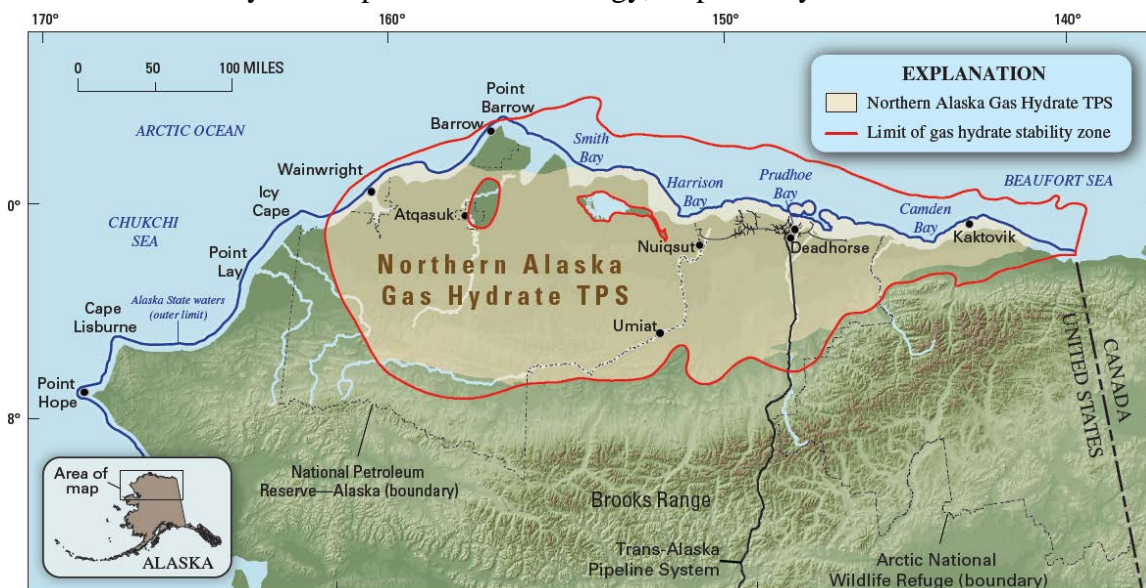 170°
160°
150°
140°
0 50 100 MILES
EXPLANATION
Northern Alaska Gas Hydrate TPS
Limit of gas hydrate stability zone
ARCTIC OCEAN
Point
Barrow
Barrow
Smith
Bay
Wainwright
Harrison
Bay
Prudhoe
Bay
BEAUFORT SEA
Icy
Cape
0°
CHUKCHI
SEA
Atqasuk
Camden
Bay
Kaktovik
Nuiqsut
Deadhorse
Point
Lay
Northern Alaska
Gas Hydrate TPS
Alaska State waters
(outer limit)
Cape
Lisburne
Umiat
Point
Hope
CANADA
UNITED STATES
8°
National Petroleum
Reserve—Alaska (boundary)
Brooks Range
Area of
map
ALASKA
Trans-Alaska
Pipeline System
Arctic National
Wildlife Refuge (boundary)